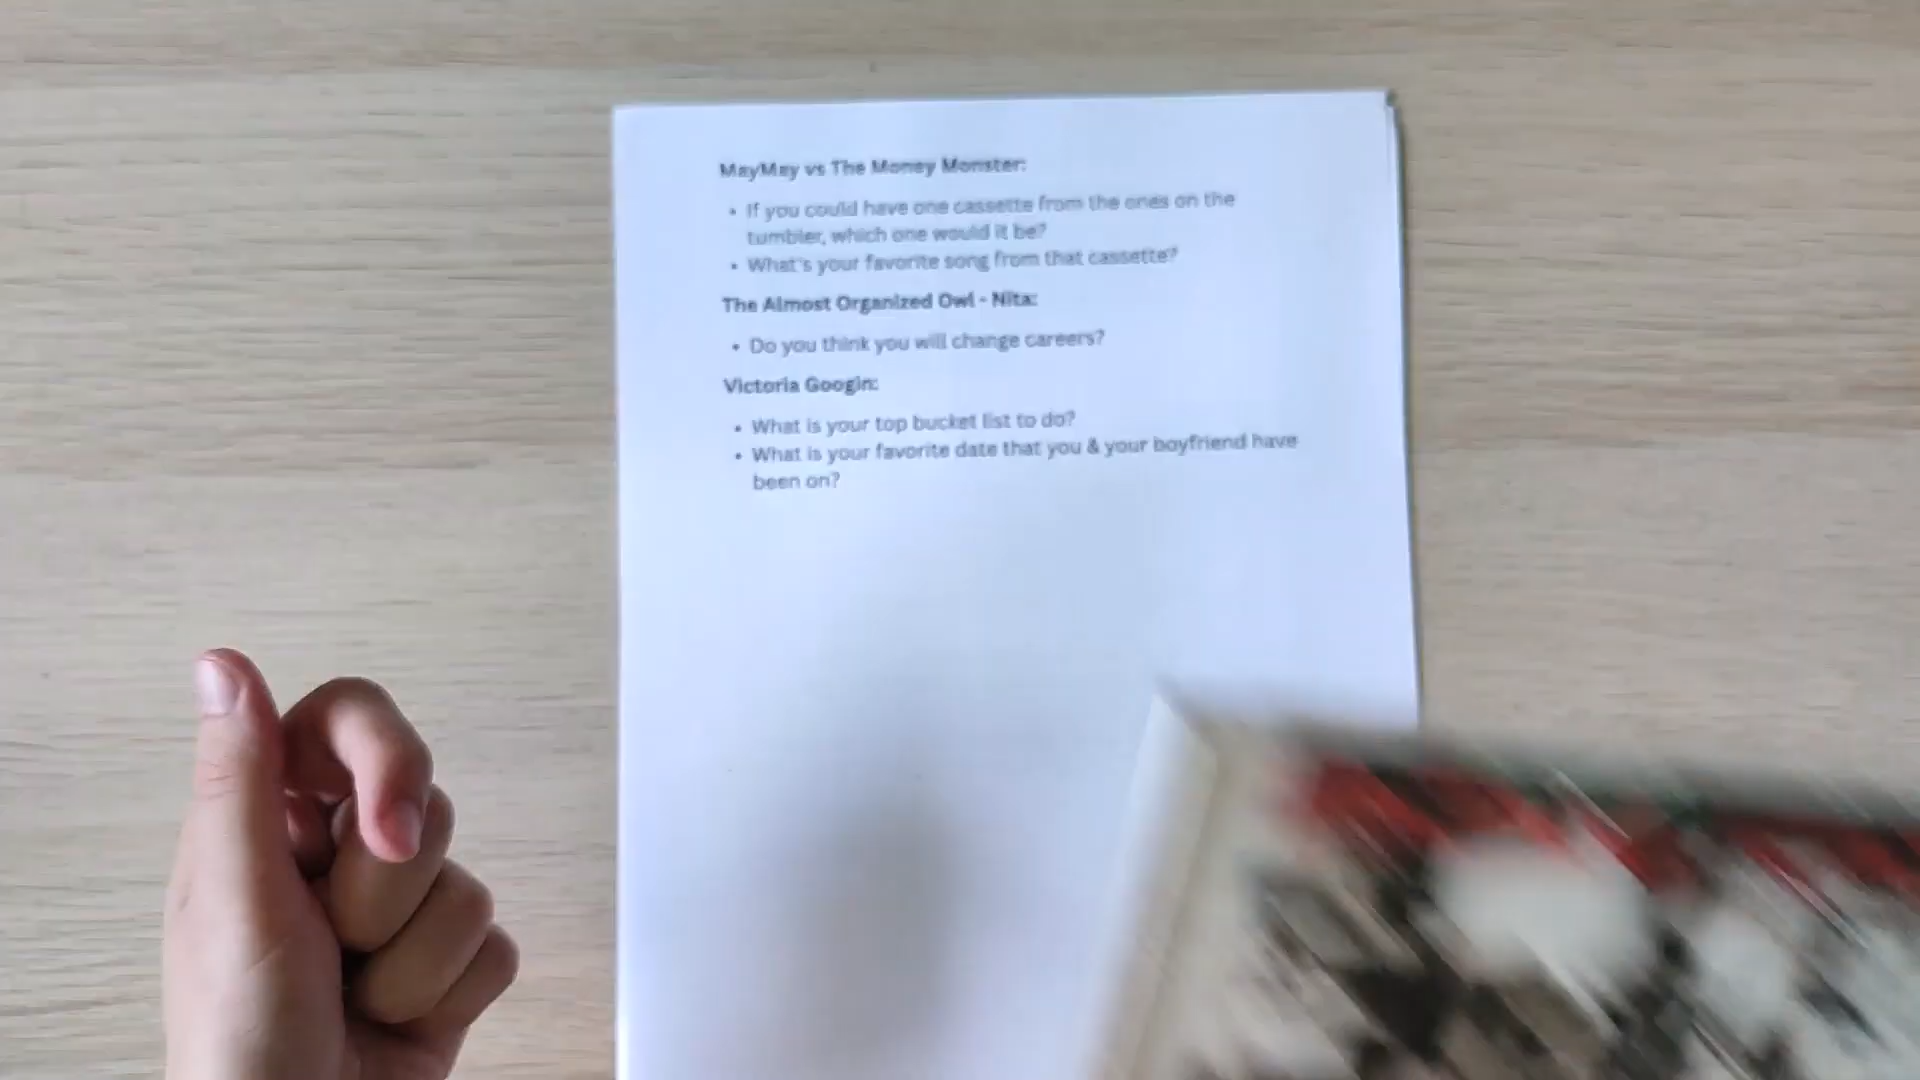 MayMay vs The Money Monster:
• If you could have one cassette from the ones on the
tumbler, which one would it be?
• What's your favorite song from that cassette?
The Almost Organized Owl - Nita:
• Do you think you will change careers?
Victoria Googin:
• What is your top bucket list to do?
• What is your favorite date that you & your boyfriend have
been on?